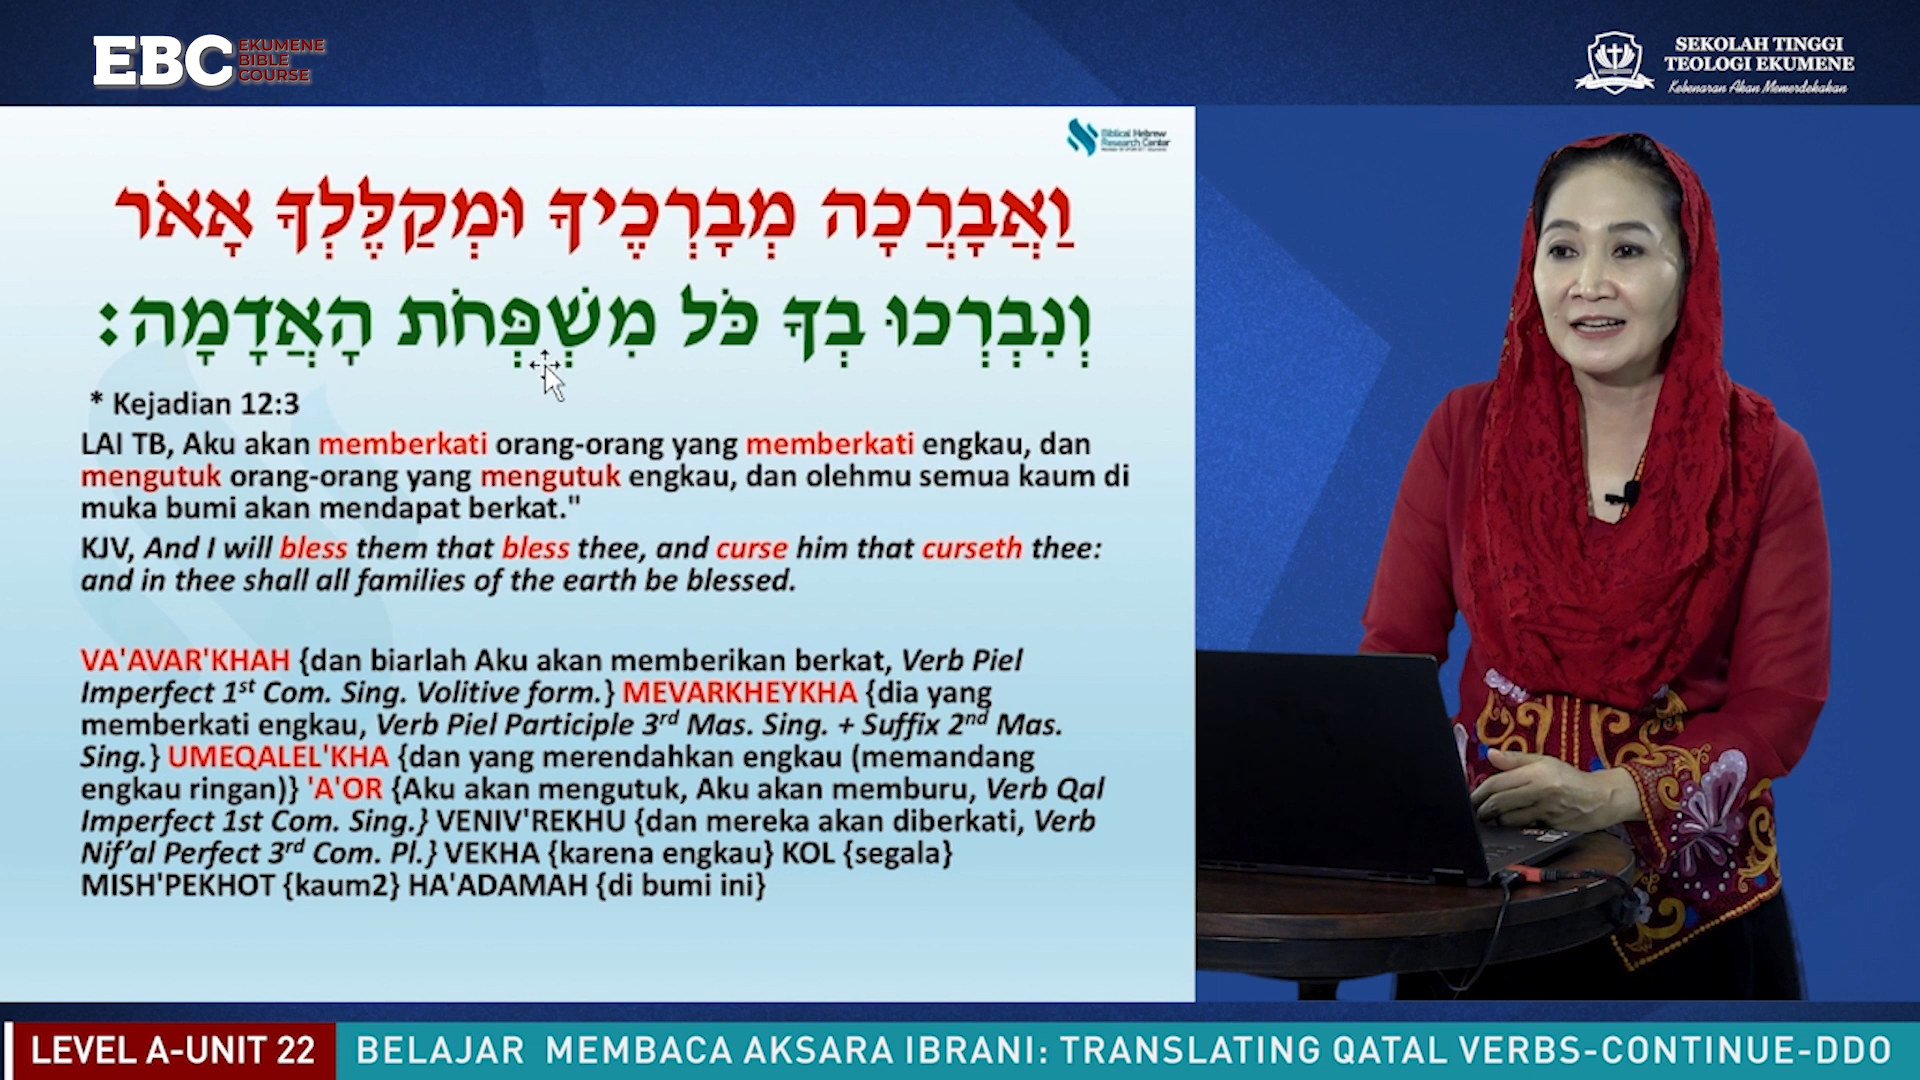 EBC EKUMENE
BIBLE
COURSE
SEKOLAH TINGGI
TEOLOGI EKUMENE
Kebenaran Akan Memerdekakan
Biblical Hebrew
Research Center
וַאֲבָרֲכָה מְבָרְכֶיךָ וּמְקַלֶּלְךָ אָאֹר
וְנִבְרְכוּ בְךָ כֹּל מִשְׁפְּחֹת הָאֲדָמָה׃
* Kejadian 12:3
LAI TB, Aku akan memberkati orang-orang yang memberkati engkau, dan
mengutuk orang-orang yang mengutuk engkau, dan olehmu semua kaum di
muka bumi akan mendapat berkat."
KJV, And I will bless them that bless thee, and curse him that curseth thee:
and in thee shall all families of the earth be blessed.
VA'AVAR'KHAH {dan biarlah Aku akan memberikan berkat, Verb Piel
Imperfect 1st Com. Sing. Volitive form.} MEVARKHEYKHA {dia yang
memberkati engkau, Verb Piel Participle 3rd Mas. Sing. + Suffix 2nd Mas.
Sing.} UMEQALEL'KHA {dan yang merendahkan engkau (memandang
engkau ringan)} 'A'OR {Aku akan mengutuk, Aku akan memburu, Verb Qal
Imperfect 1st Com. Sing.} VENIV'REKHU {dan mereka akan diberkati, Verb
Nif'al Perfect 3rd Com. Pl.} VEKHA {karena engkau} KOL {segala}
MISH'PEKHOT {kaum2} HA'ADAMAH {di bumi ini}
LEVEL A-UNIT 22
BELAJAR MEMBACA AKSARA IBRANI: TRANSLATING QATAL VERBS-CONTINUE-DDO